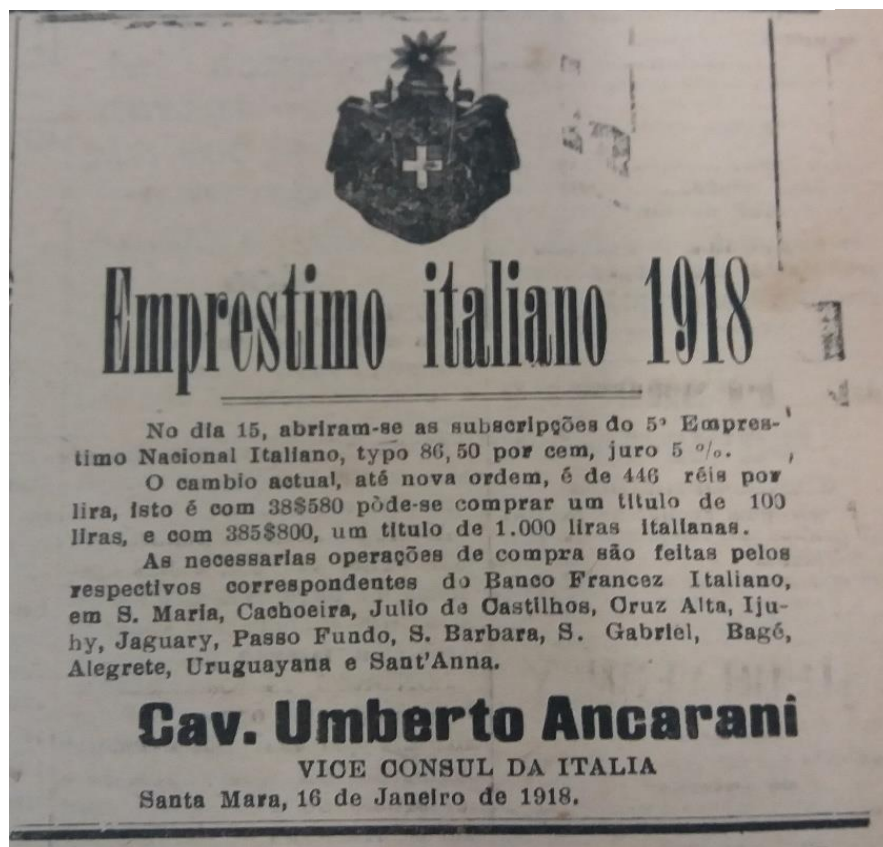 Emprestimo italiano 1918
No dia 15, abriram-se as subscripções do 5º Empres-
timo Nacional Italiano, typo 86,50 por cem, juro 5 %.
O cambio actual, até nova ordem, é de 446 réis por
lira, isto é com 38$580 pòde-se comprar um titulo de 100
liras, e com 385$800, um titulo de 1.000 liras italianas.
As necessarias operações de compra são feitas pelos
respectivos correspondentes do Banco Francez Italiano,
em S. Maria, Cachoeira, Julio de Castilhos, Cruz Alta, Iju-
hy, Jaguary, Passo Fundo, S. Barbara, S. Gabriel, Bagé,
Alegrete, Uruguayana e Sant'Anna.
Cav. Umberto Ancarani
VICE CONSUL DA ITALIA
Santa Mara, 16 de Janeiro de 1918.